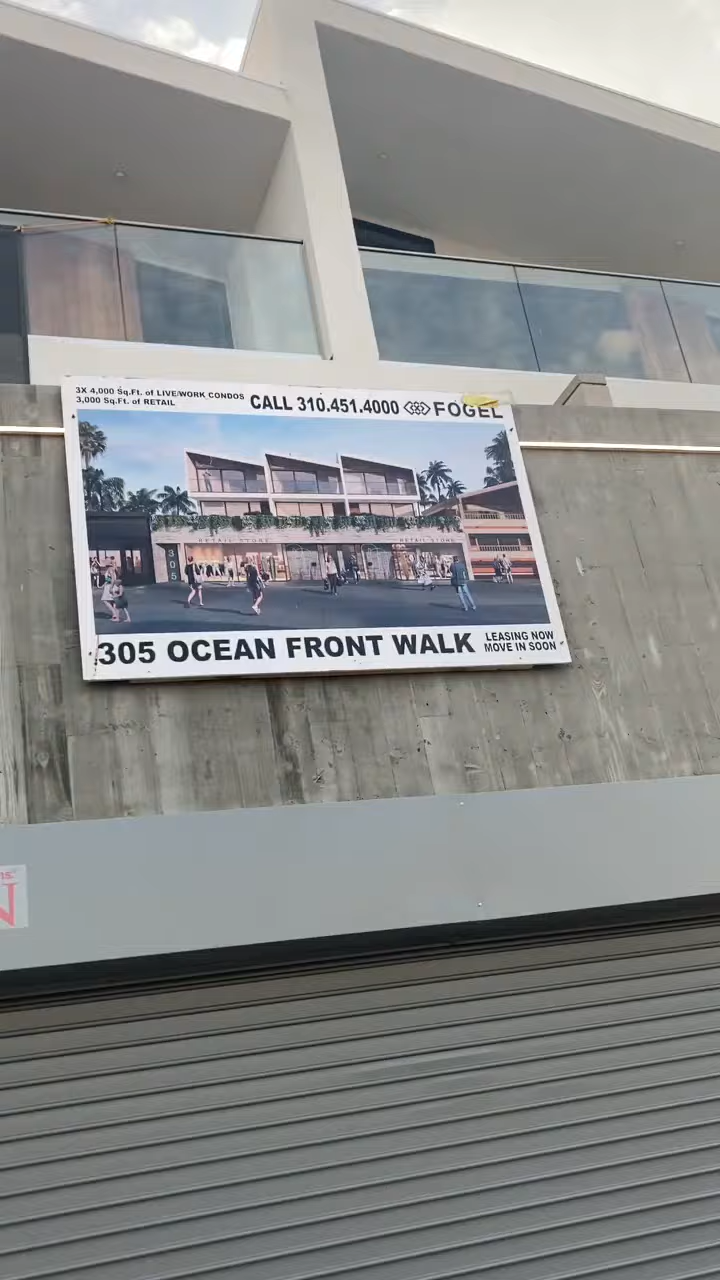 3X 4,000 Sq.Ft. of LIVE/WORK CONDOS
3,000 Sq.Ft. of RETAIL
CALL 310.451.4000 FOGEL
RETAIL STORE
RETAIL STORE
305
305 OCEAN FRONT WALK
LEASING NOW
MOVE IN SOON